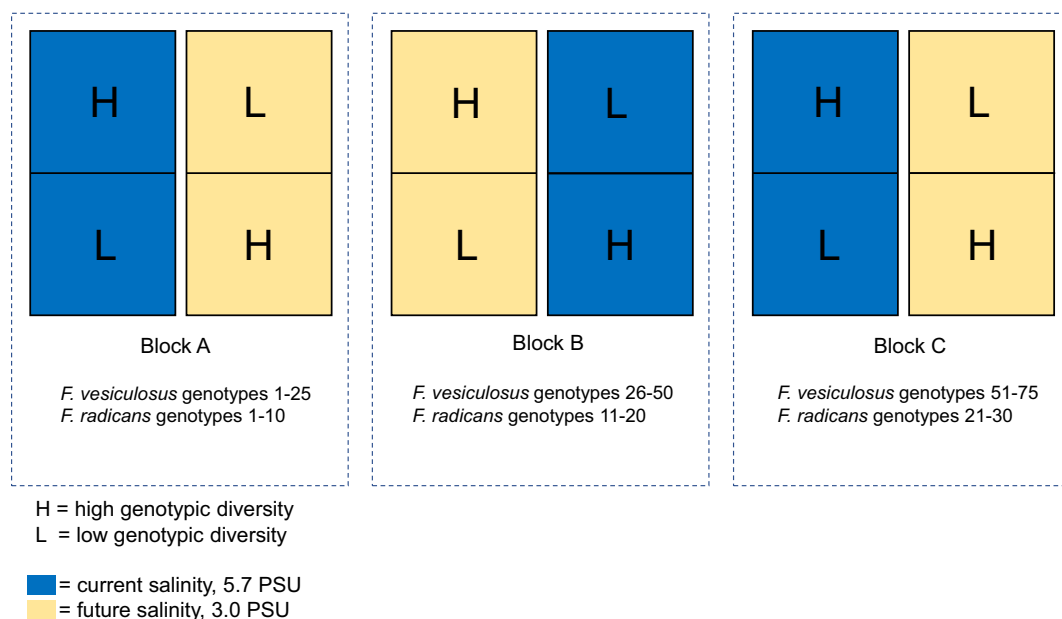 H
L
H
L
H
L
L
H
L
H
L
H
Block A
Block B
Block C
F. vesiculosus genotypes 1-25
F. radicans genotypes 1-10
F. vesiculosus genotypes 26-50
F. radicans genotypes 11-20
F. vesiculosus genotypes 51-75
F. radicans genotypes 21-30
H = high genotypic diversity
L = low genotypic diversity
= current salinity, 5.7 PSU
= future salinity, 3.0 PSU